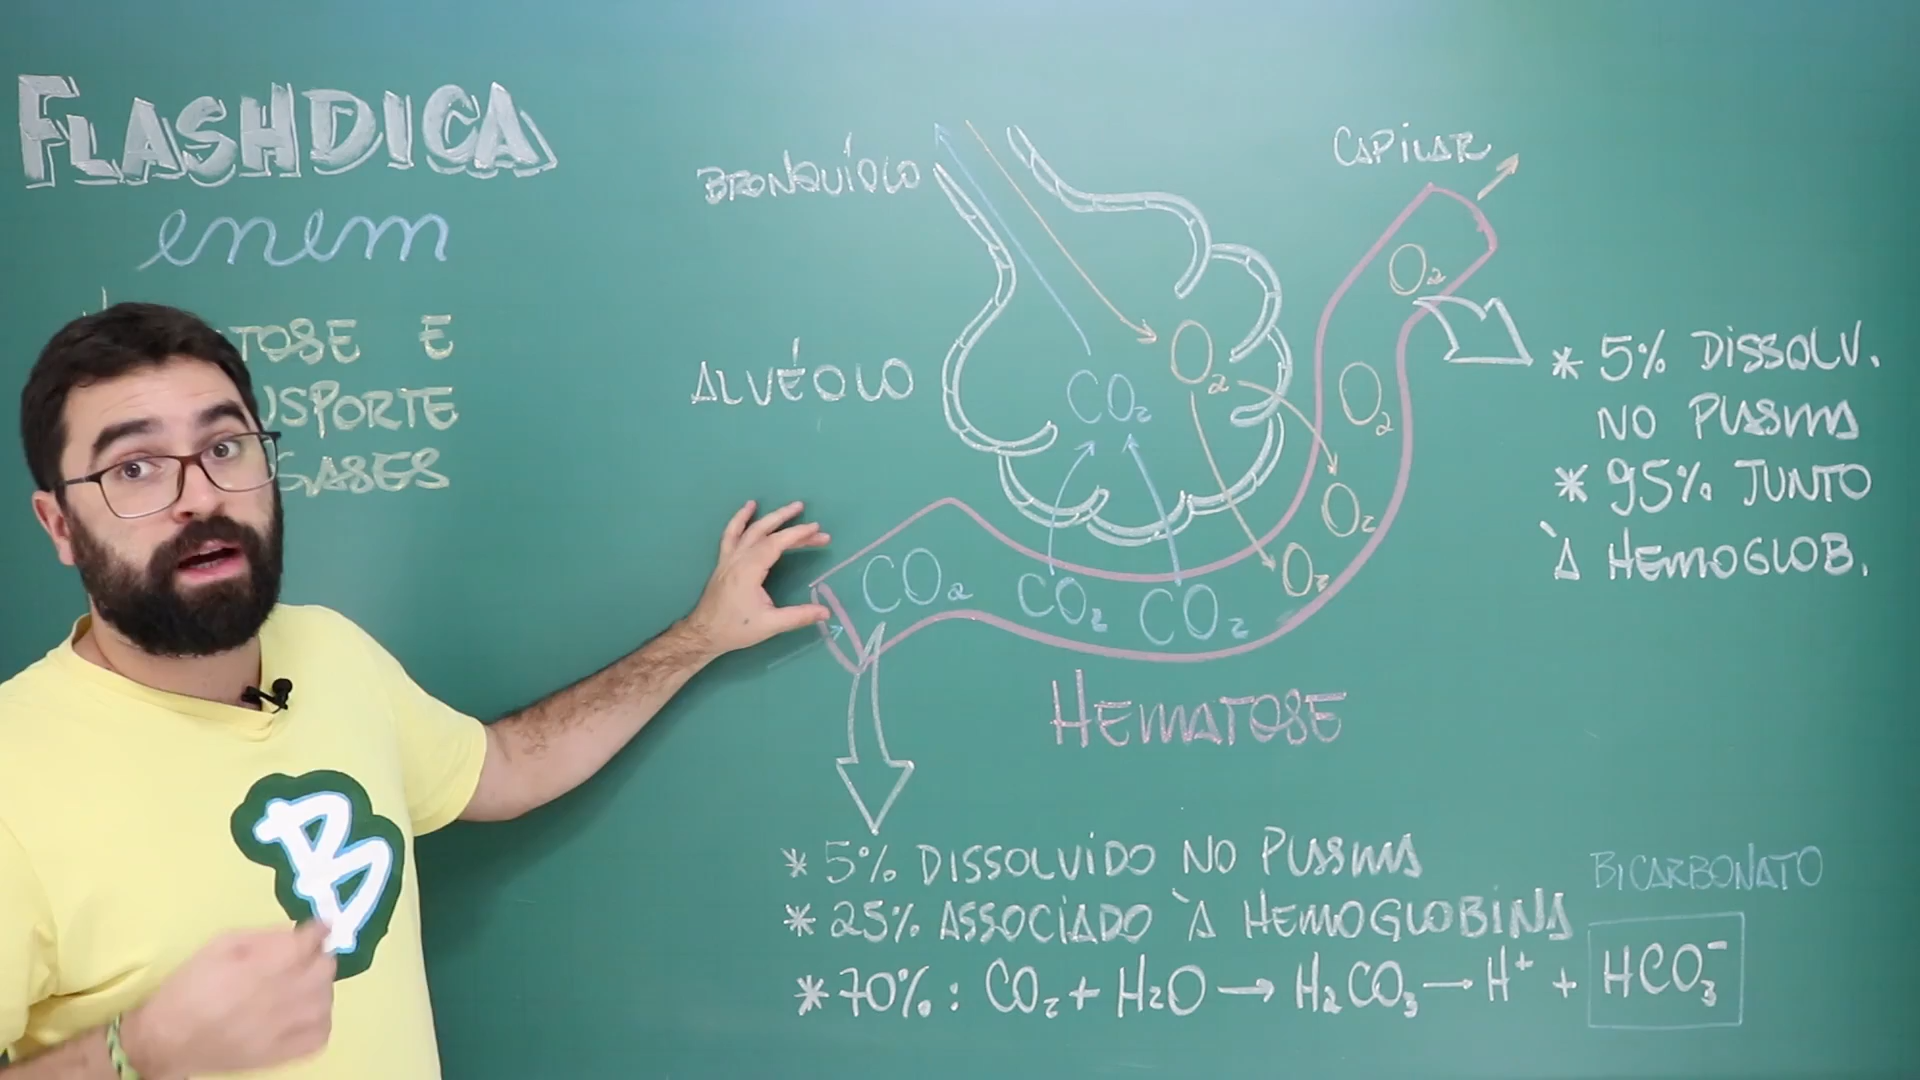 FLASHDICA
enem
TOSE E
NSPORTE
GASES
BRONQUÍOLO
CAPILAR
ALVÉOLO
O₂
O₂
CO₂
O₂
O₂
O₂
CO₂
CO₂
CO₂
* 5% DISSOLV.
NO PLASMA
* 95% JUNTO
À HEMOGLOB.
HEMATOSE
* 5% DISSOLVIDO NO PLASMA
* 25% ASSOCIADO À HEMOGLOBINA
BICARBONATO
* 70% : CO₂ + H₂O → H₂CO₃ → H⁺ + HCO₃⁻
B